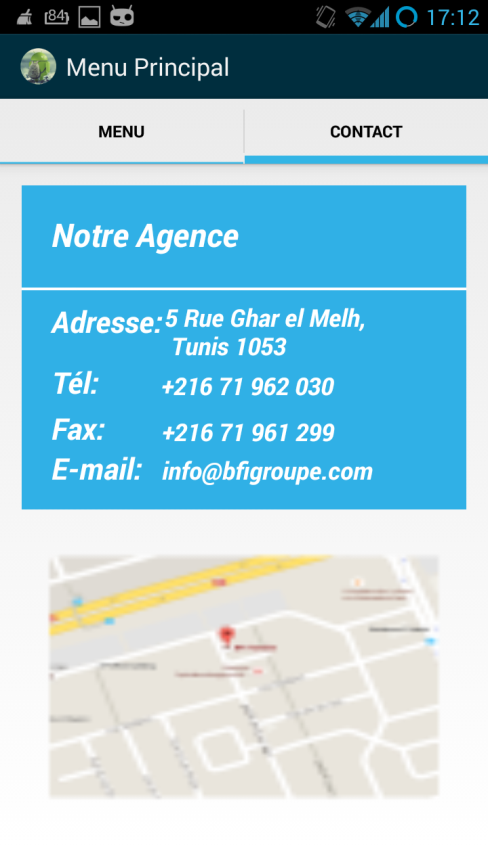 84
17:12
Menu Principal
MENU
CONTACT
Notre Agence
Adresse: 5 Rue Ghar el Melh,
Tunis 1053
Tél: +216 71 962 030
Fax: +216 71 961 299
E-mail: info@bfigroupe.com